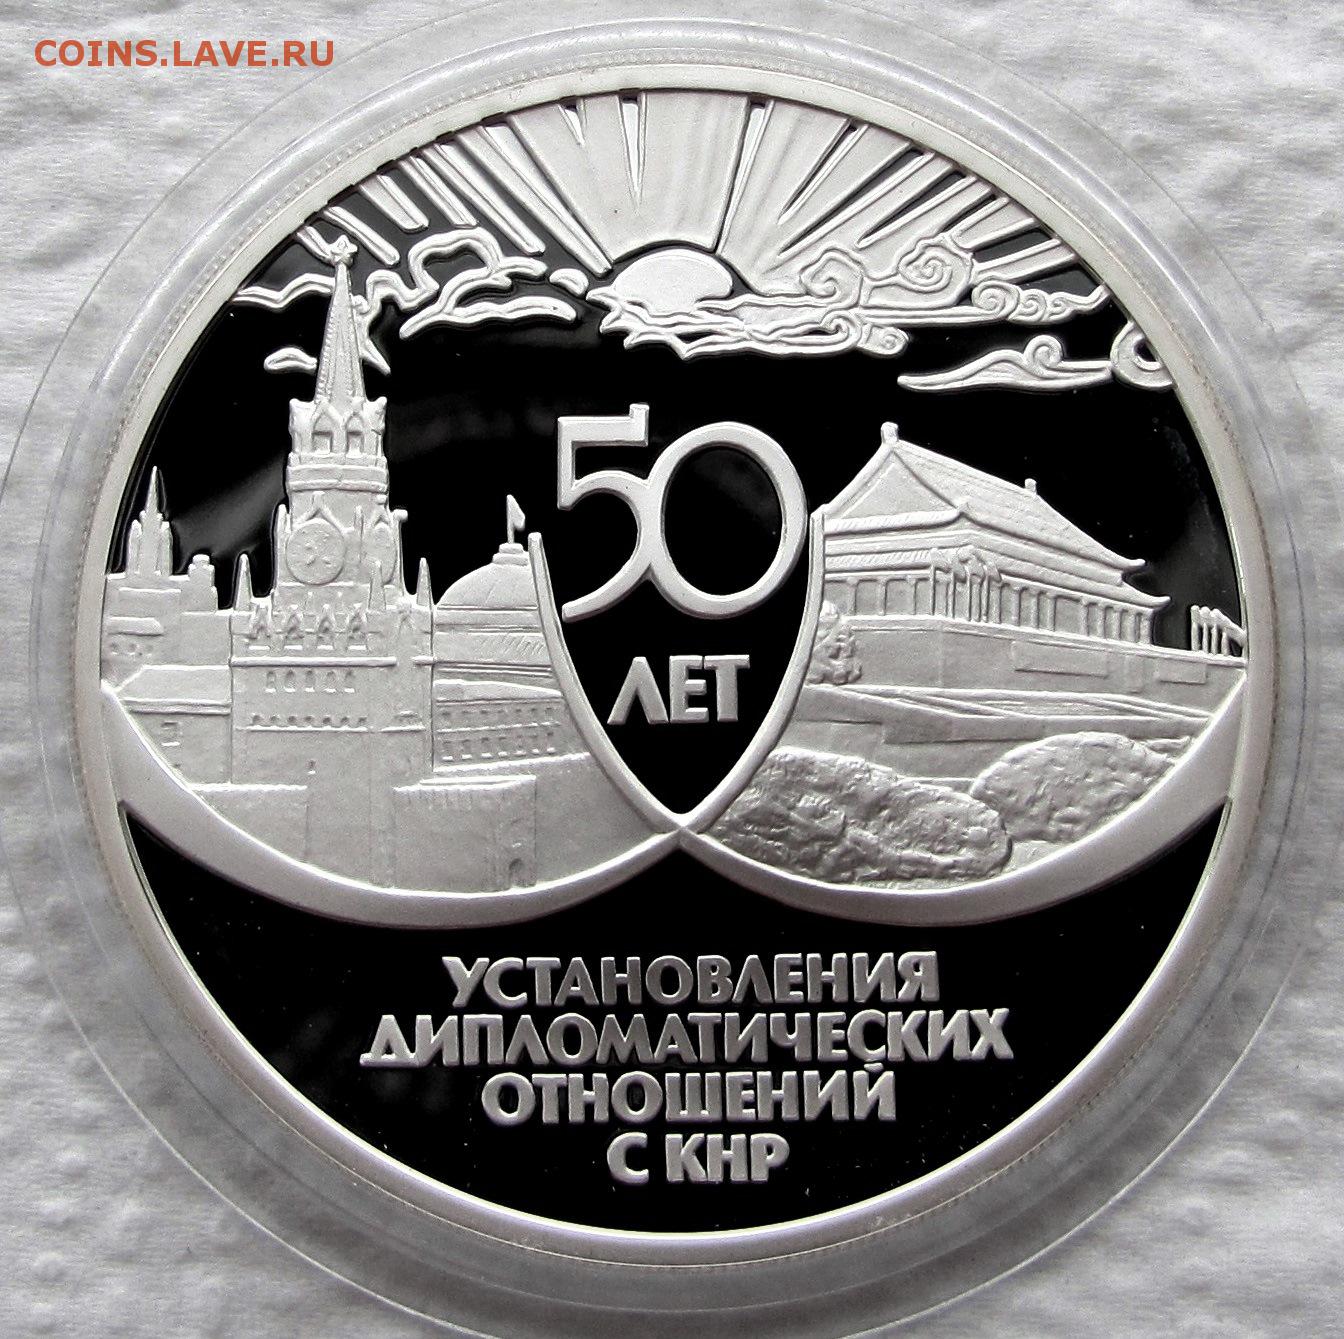 COINS.LAVE.RU
50
ЛЕТ
УСТАНОВЛЕНИЯ
ДИПЛОМАТИЧЕСКИХ
ОТНОШЕНИЙ
С КНР